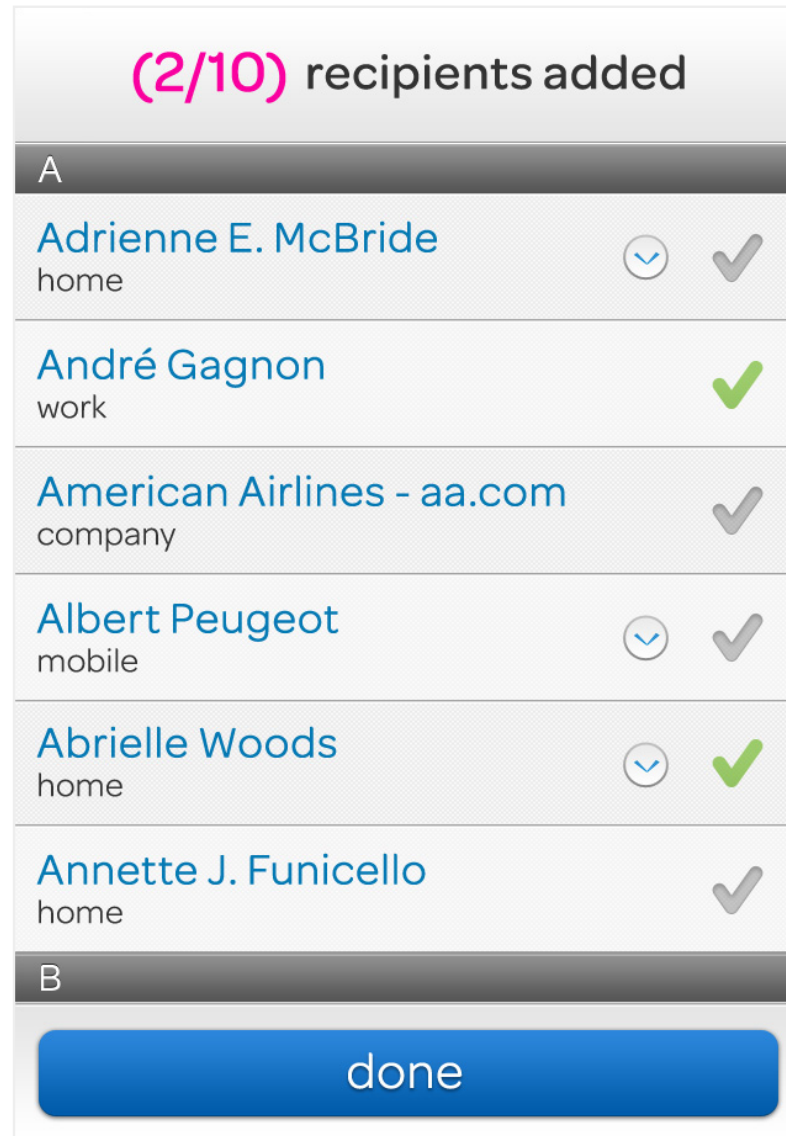 (2/10) recipients added
A
Adrienne E. McBride
home
André Gagnon
work
American Airlines - aa.com
company
Albert Peugeot
mobile
Abrielle Woods
home
Annette J. Funicello
home
B
done